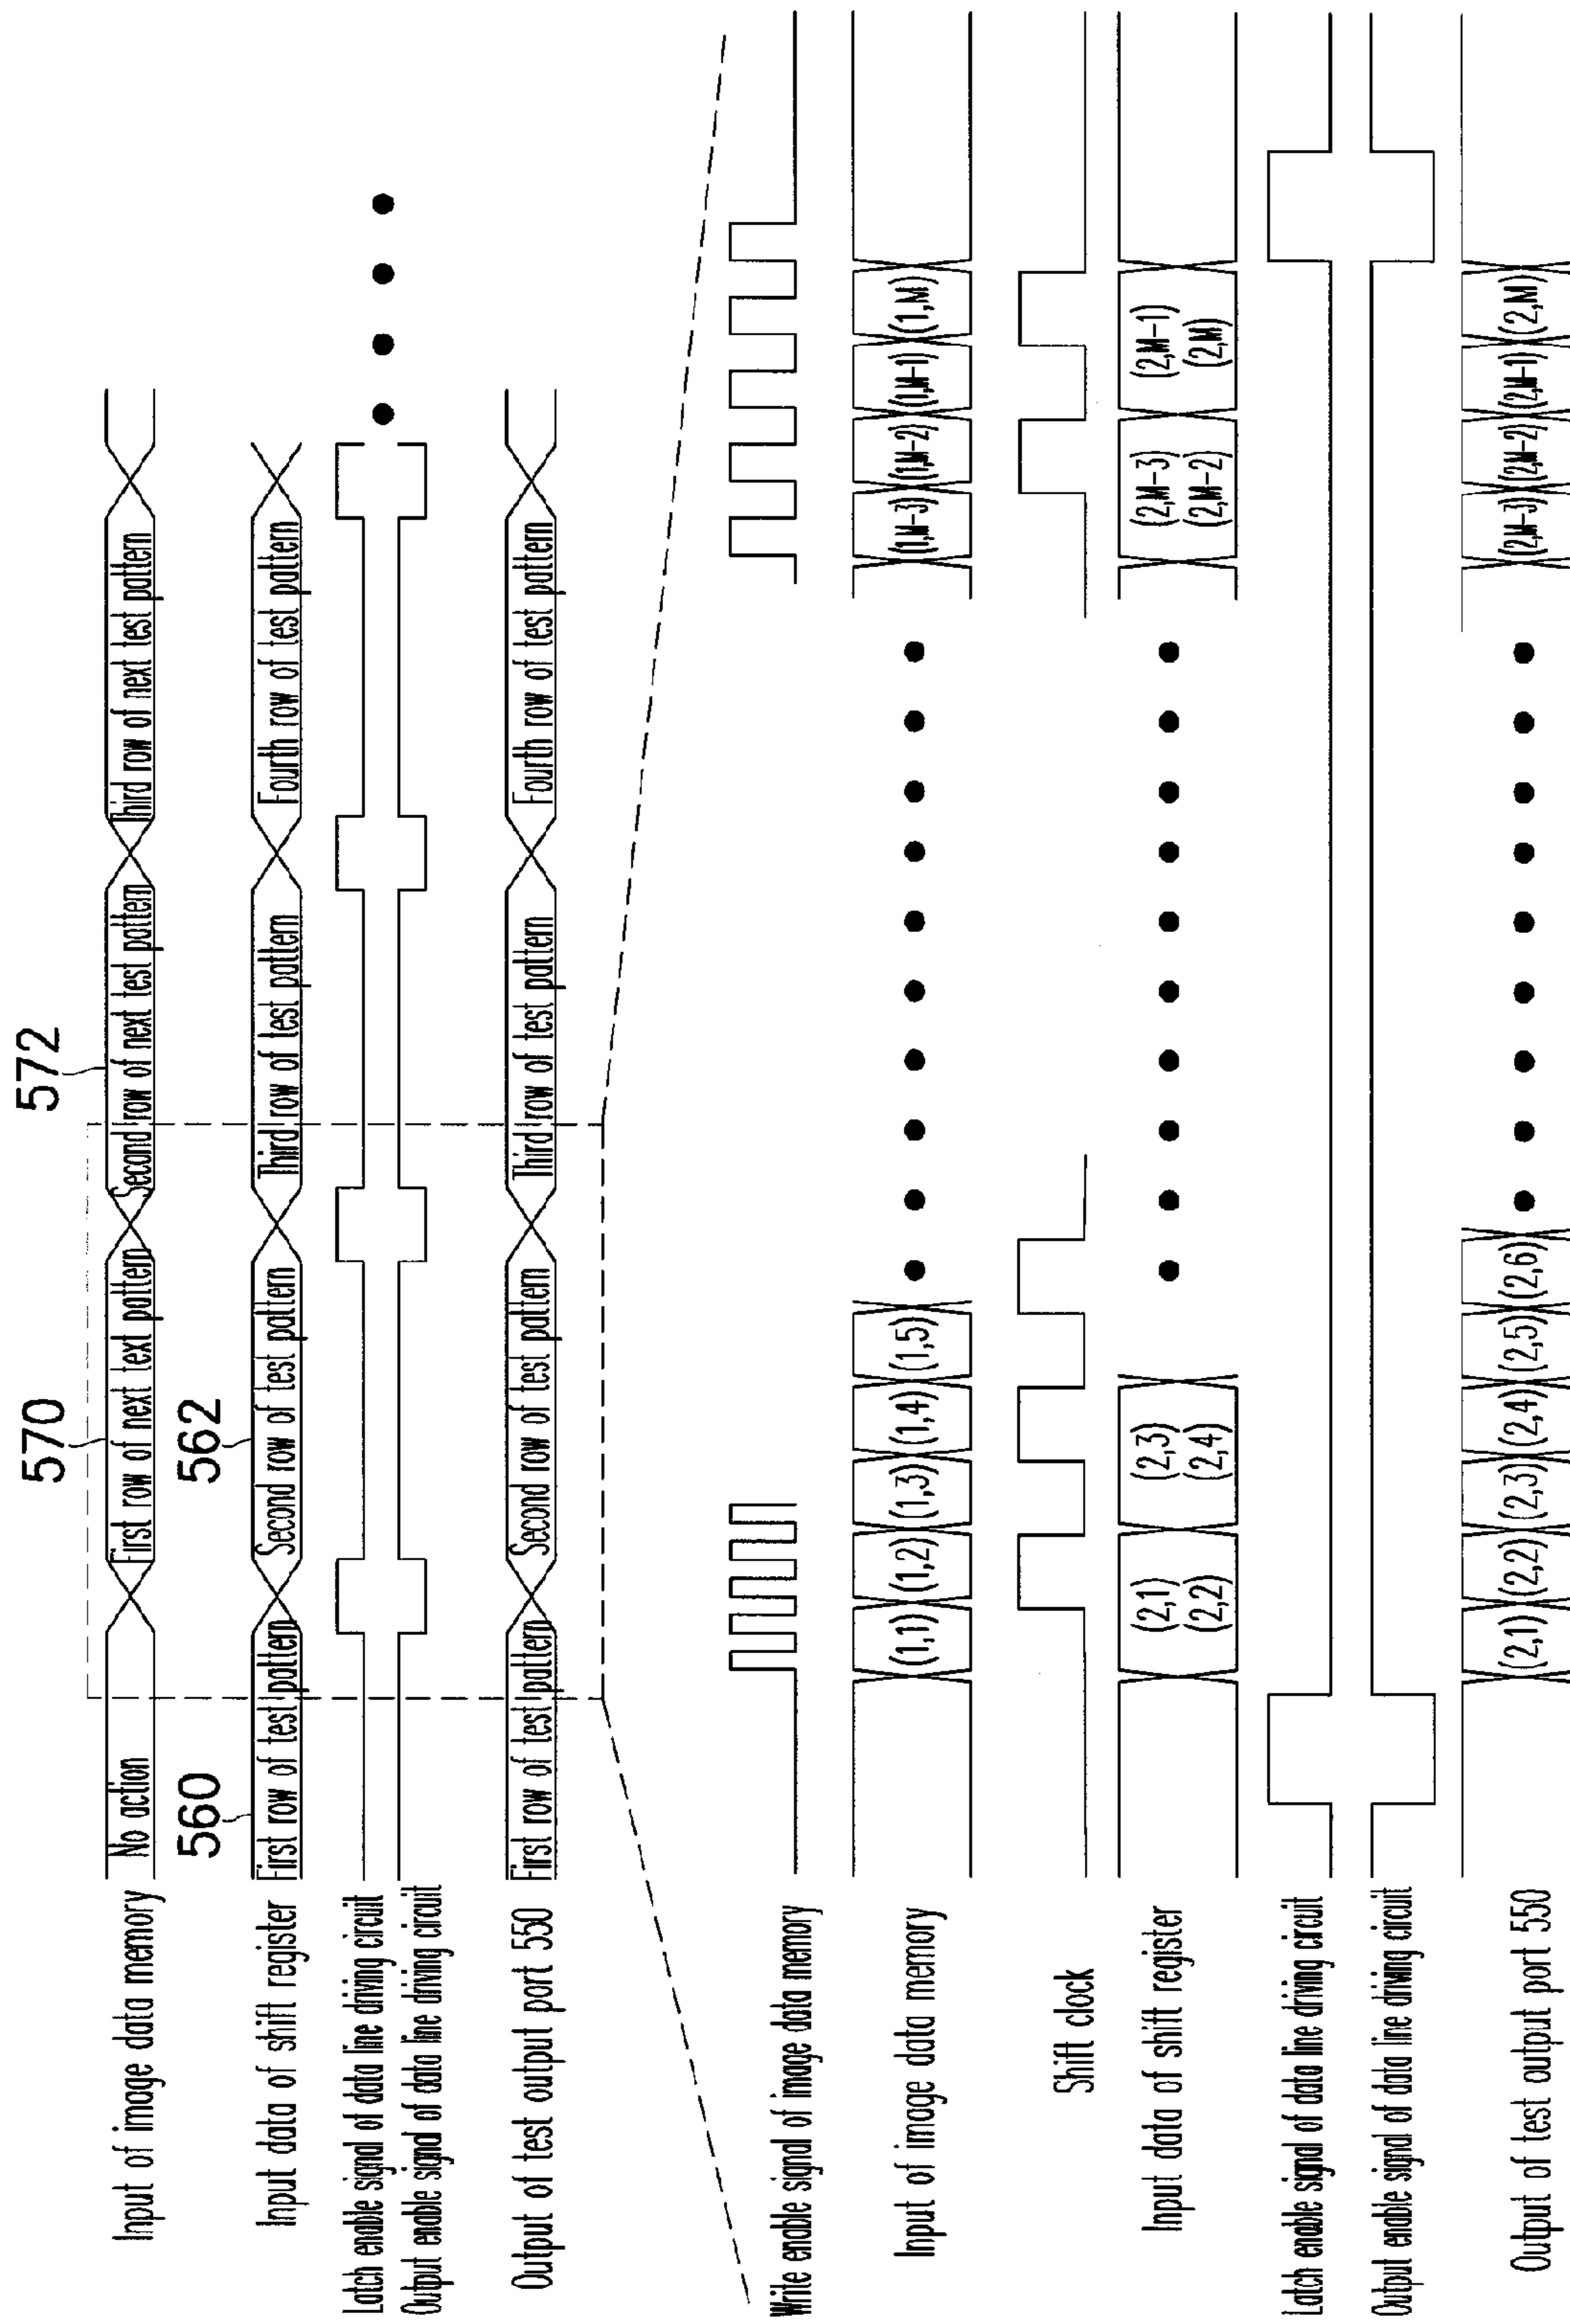 572
570
Input of image data memory
No action
First row of next text pattern
Second row of next test pattern
Third row of next test pattern
560
562
Input data of shift register
First row of test pattern
Second row of test pattern
Third row of test pattern
Fourth row of test pattern
Latch enable signal of data line driving circuit
Output enable signal of data line driving circuit
Output of test output port 550
First row of test pattern
Second row of test pattern
Third row of test pattern
Fourth row of test pattern
Write enable signal of image data memory
Input of image data memory
(1,1) (1,2) (1,3) (1,4) (1,5) (1,M-3) (1,M-2) (1,M-1) (1,M)
Shift clock
Input data of shift register
(2,1) (2,3) (2,M-3) (2,M-1)
(2,2) (2,4) (2,M-2) (2,M)
Latch enable signal of data line driving circuit
Output enable signal of data line driving circuit
Output of test output port 550
(2,1) (2,2) (2,3) (2,4) (2,5) (2,6) (2,M-3) (2,M-2) (2,M-1) (2,M)